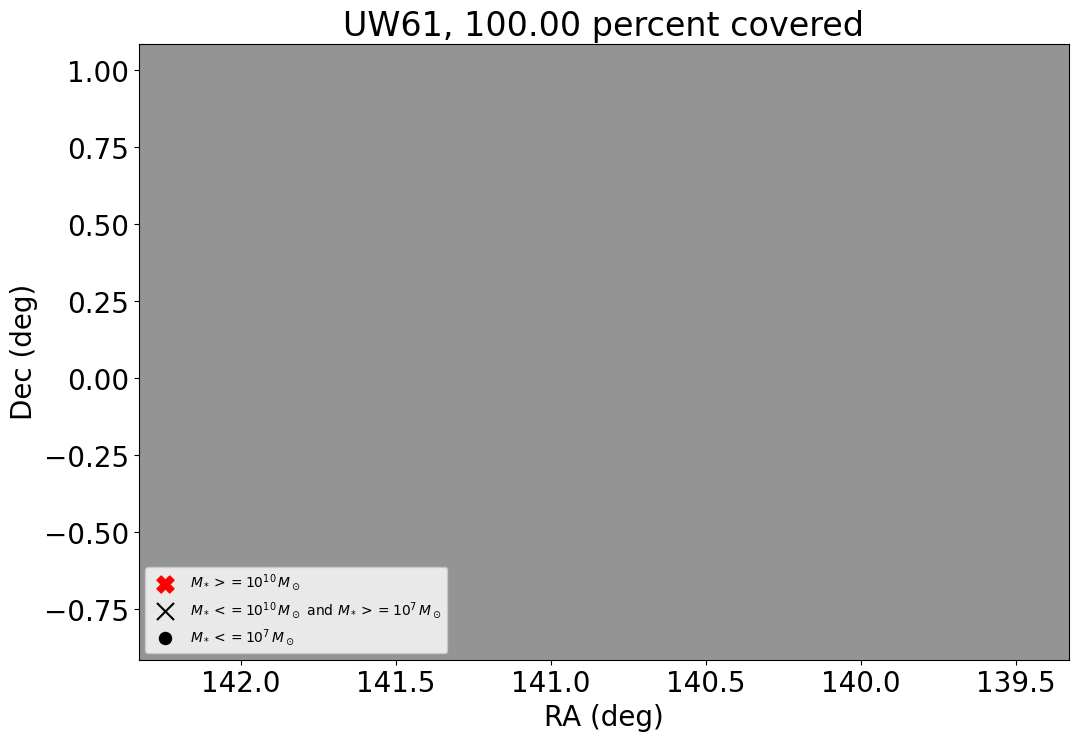 UW61, 100.00 percent covered
1.00
0.75
0.50
0.25
0.00
−0.25
−0.50
−0.75
Dec (deg)
M* >= 10¹⁰ M⊙
M* <= 10¹⁰ M⊙ and M* >= 10⁷ M⊙
M* <= 10⁷ M⊙
142.0 141.5 141.0 140.5 140.0 139.5
RA (deg)